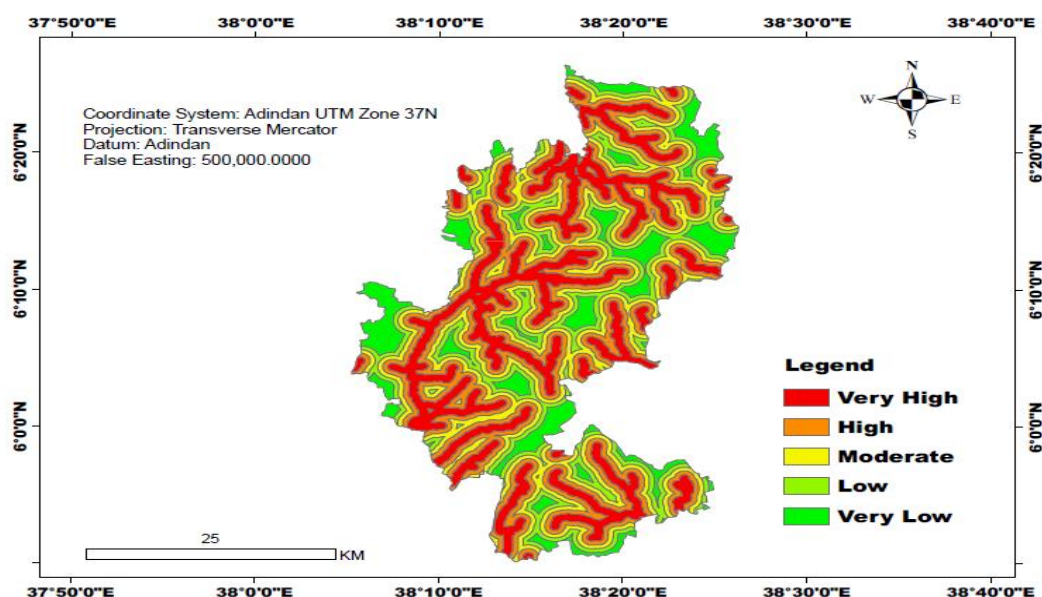 37°50'0"E 38°0'0"E 38°10'0"E 38°20'0"E 38°30'0"E 38°40'0"E
Coordinate System: Adindan UTM Zone 37N
Projection: Transverse Mercator
Datum: Adindan
False Easting: 500,000.0000
N
W E
S
6°20'0"N 6°20'0"N
6°10'0"N 6°10'0"N
6°0'0"N 6°0'0"N
Legend
Very High
High
Moderate
Low
Very Low
25
KM
37°50'0"E 38°0'0"E 38°10'0"E 38°20'0"E 38°30'0"E 38°40'0"E